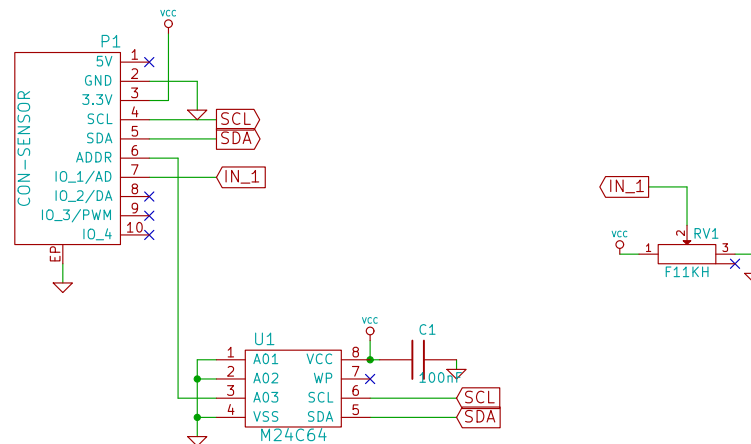 vcc
P1
CON-SENSOR
5V 1
GND 2
3.3V 3
SCL 4 SCL
SDA 5 SDA
ADDR 6
IO_1/AD 7 IN_1
IO_2/DA 8
IO_3/PWM 9
IO_4 10
EP
IN_1
2 RV1
vcc
1 3
F11KH
vcc
U1 C1
1 A01 VCC 8
2 A02 WP 7 100nF
3 A03 SCL 6 SCL
4 VSS SDA 5 SDA
M24C64